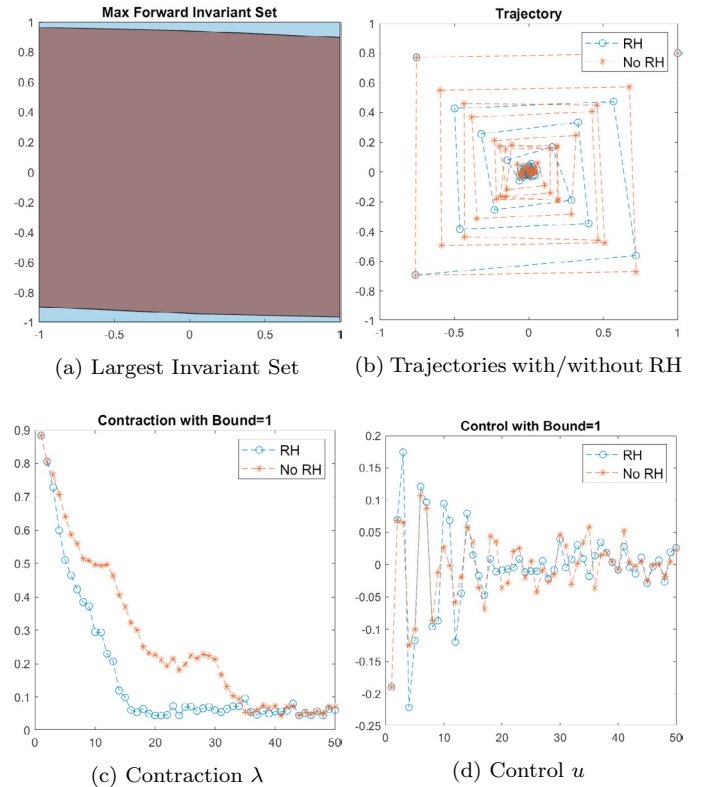 Max Forward Invariant Set
1
0.8
0.6
0.4
0.2
0
-0.2
-0.4
-0.6
-0.8
-1
-1 -0.5 0 0.5 1
(a) Largest Invariant Set
Trajectory
RH
No RH
1
0.8
0.6
0.4
0.2
0
-0.2
-0.4
-0.6
-0.8
-1
-1 -0.5 0 0.5 1
(b) Trajectories with/without RH
Contraction with Bound=1
RH
No RH
0.9
0.8
0.7
0.6
0.5
0.4
0.3
0.2
0.1
0
0 10 20 30 40 50
(c) Contraction λ
Control with Bound=1
RH
No RH
0.2
0.15
0.1
0.05
0
-0.05
-0.1
-0.15
-0.2
-0.25
0 10 20 30 40 50
(d) Control u